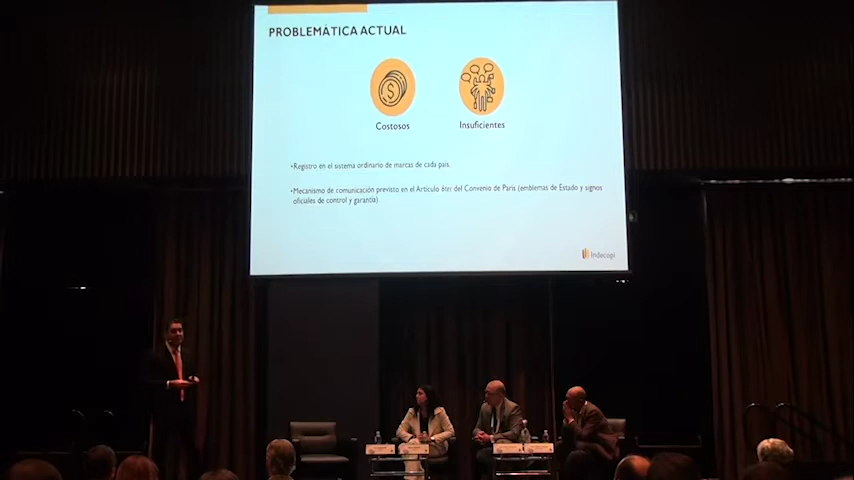 PROBLEMÁTICA ACTUAL
Costosos
Insuficientes
•Registro en el sistema ordinario de marcas de cada país.
•Mecanismo de comunicación previsto en el Artículo 6ter del Convenio de París (emblemas de Estado y signos
oficiales de control y garantía)
Indecopi